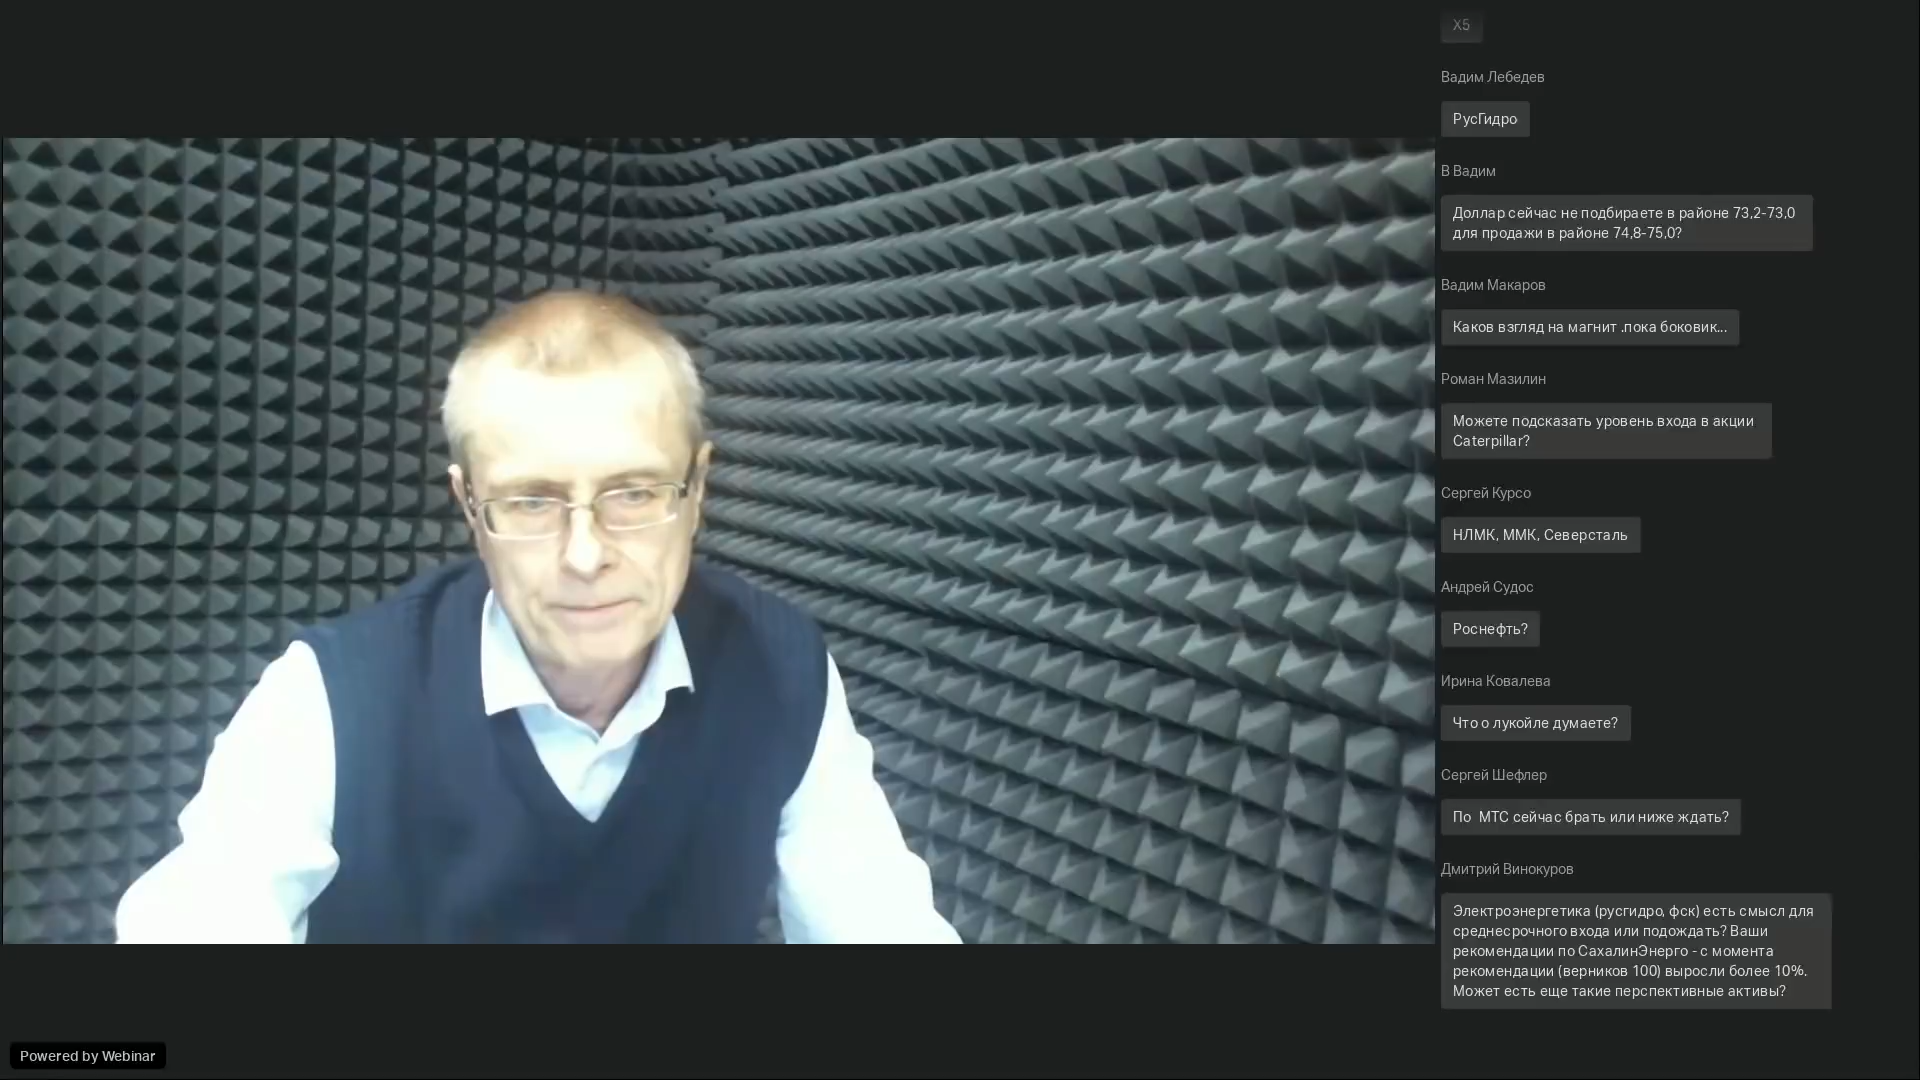 X5
Вадим Лебедев
РусГидро
В Вадим
Доллар сейчас не подбираете в районе 73,2-73,0
для продажи в районе 74,8-75,0?
Вадим Макаров
Каков взгляд на магнит .пока боковик...
Роман Мазилин
Можете подсказать уровень входа в акции
Caterpillar?
Сергей Курсо
НЛМК, ММК, Северсталь
Андрей Судос
Роснефть?
Ирина Ковалева
Что о лукойле думаете?
Сергей Шефлер
По  МТС сейчас брать или ниже ждать?
Дмитрий Винокуров
Электроэнергетика (русгидро, фск) есть смысл для
среднесрочного входа или подождать? Ваши
рекомендации по СахалинЭнерго - с момента
рекомендации (верников 100) выросли более 10%.
Может есть еще такие перспективные активы?
Powered by Webinar